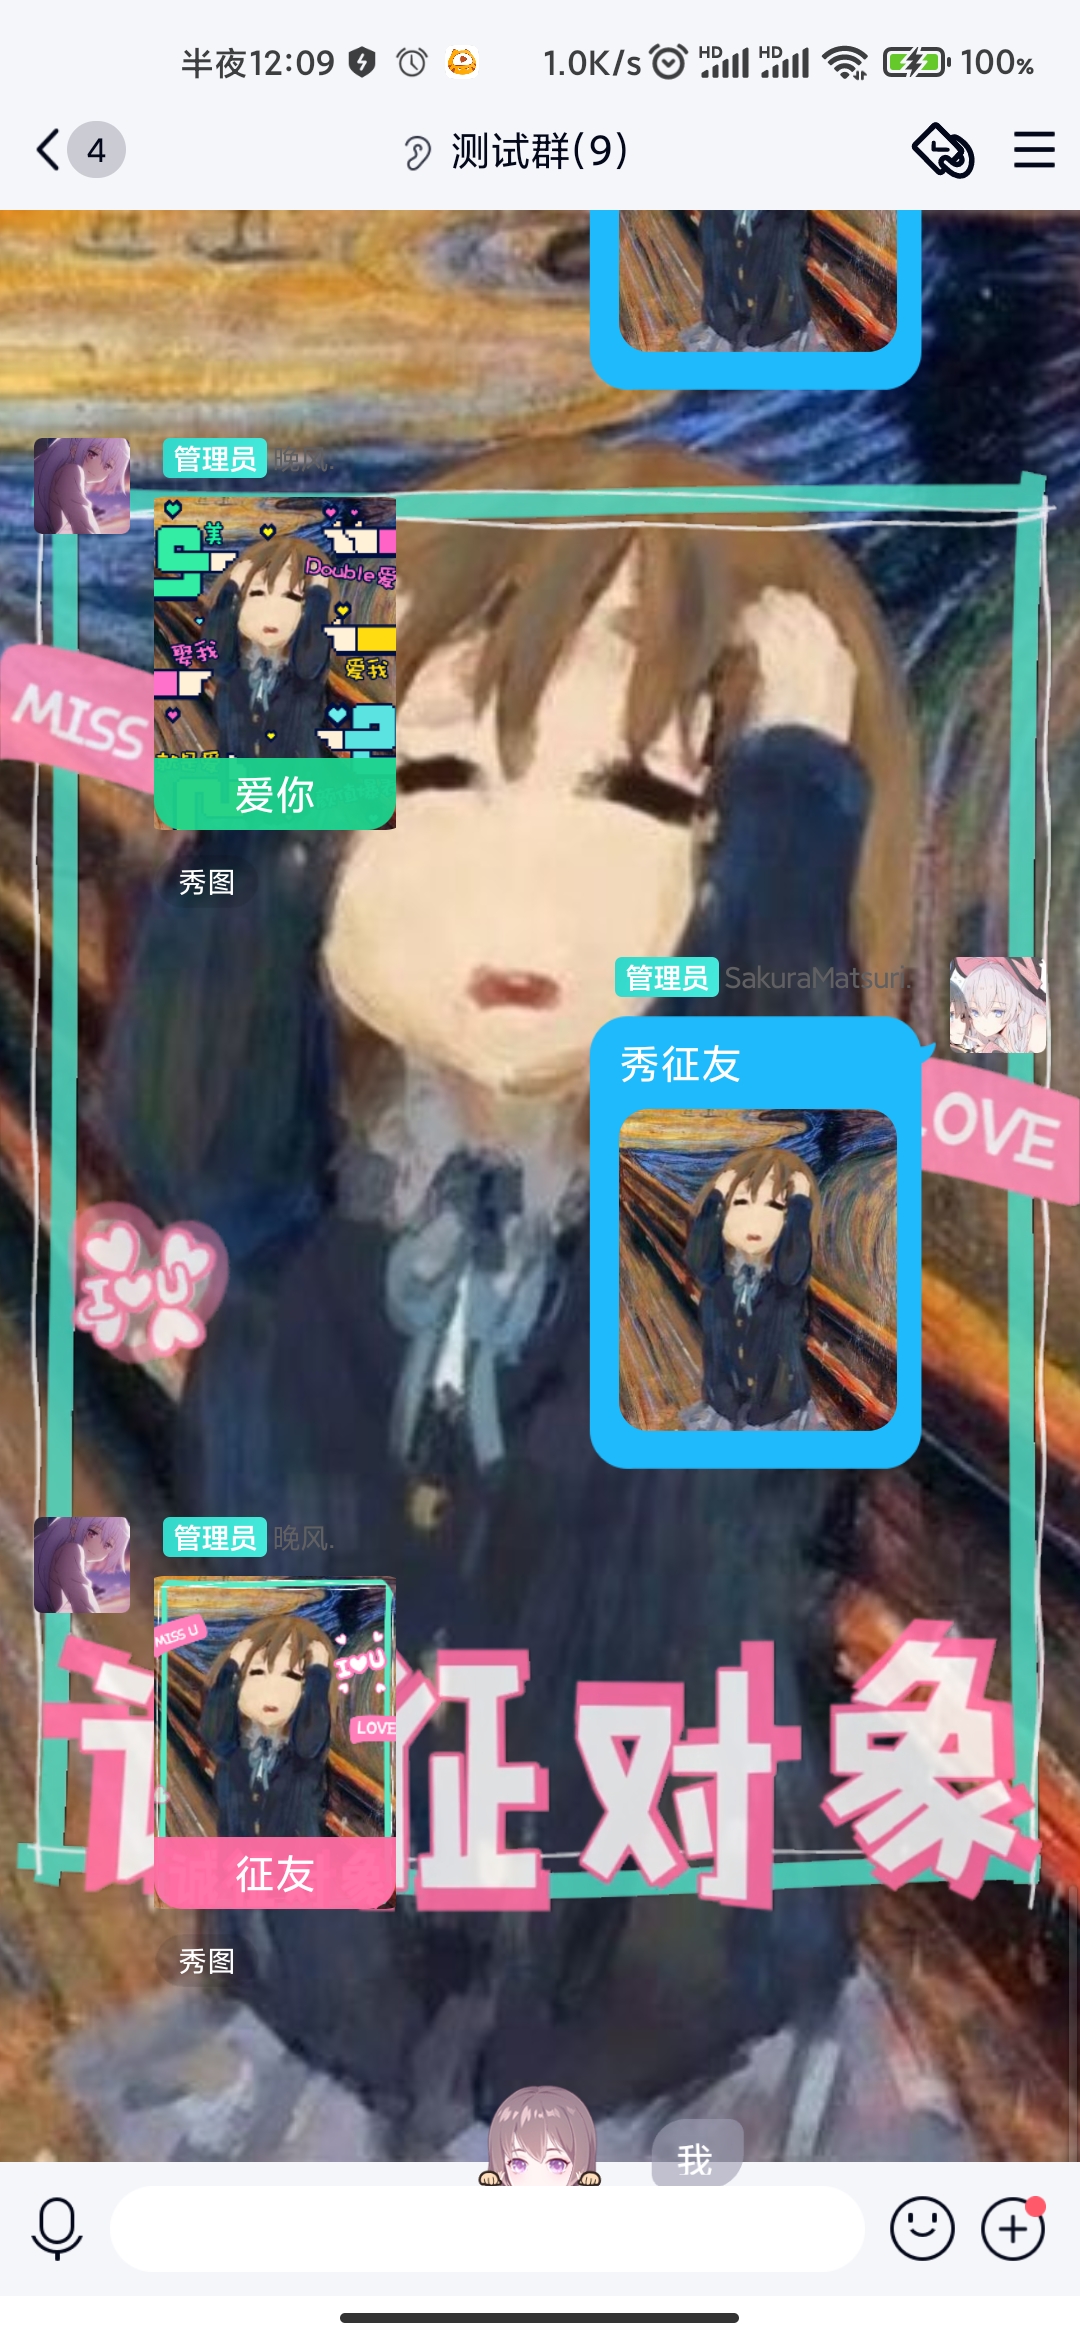 半夜12:09
1.0K/s
HD
HD
100%
4
测试群(9)
管理员 晚风.
美
Double爱
娶我
爱我
爱你
MISS
秀图
管理员 SakuraMatsuri.
秀征友
OVE
I U
管理员 晚风.
MISS U
I U
LOVE
征友
征对象
秀图
我